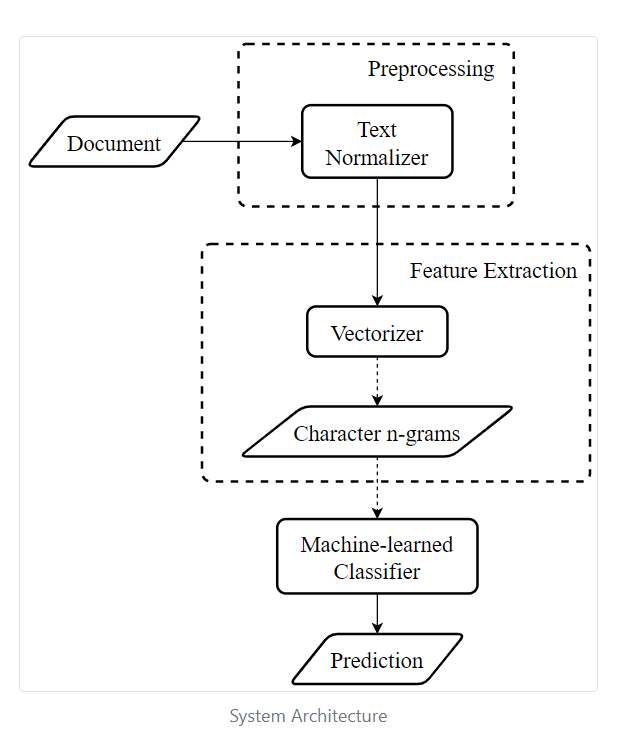 Preprocessing
Document
Text
Normalizer
Feature Extraction
Vectorizer
Character n-grams
Machine-learned
Classifier
Prediction
System Architecture